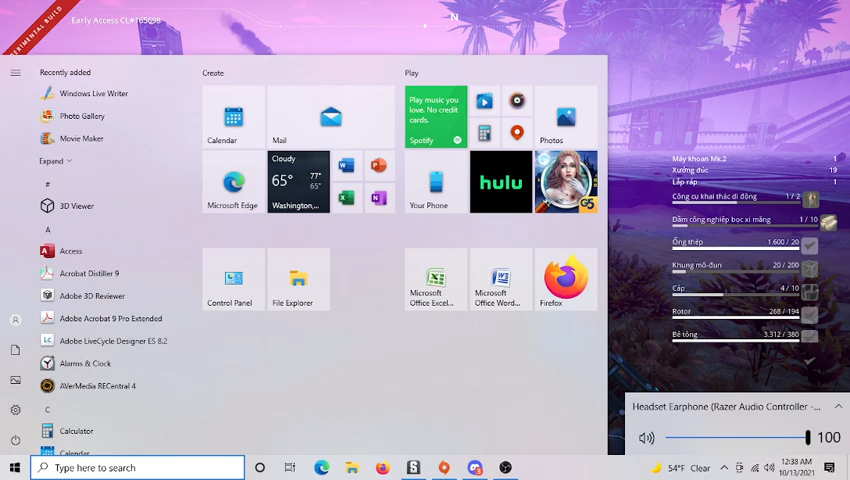 Early Access CL#165698
N
PERIMENTAL BUILD
Recently added
Windows Live Writer
Photo Gallery
Movie Maker
Expand
#
3D Viewer
A
Access
Acrobat Distiller 9
Adobe 3D Reviewer
Adobe Acrobat 9 Pro Extended
Adobe LiveCycle Designer ES 8.2
Alarms & Clock
AVerMedia RECentral 4
C
Calculator
Calendar
Create
Calendar
Mail
Microsoft Edge
Cloudy
65°
77°
65°
Washington,...
Control Panel
File Explorer
Play
Play music you
love. No credit
cards.
Spotify
Photos
Your Phone
hulu
G5
Microsoft
Office Excel...
Microsoft
Office Word...
Firefox
Máy khoan Mk.2 1
Xưởng đúc 19
Lắp ráp 1
Công cụ khai thác di động 1 / 2
Dầm công nghiệp bọc xi măng 1 / 10
Ống thép 1.600 / 20
Khung mô-đun 20 / 200
Cáp 4 / 10
Rotor 268 / 194
Bê tông 3.312 / 380
Headset Earphone (Razer Audio Controller -...
100
Type here to search
54°F Clear
12:38 AM
10/13/2021